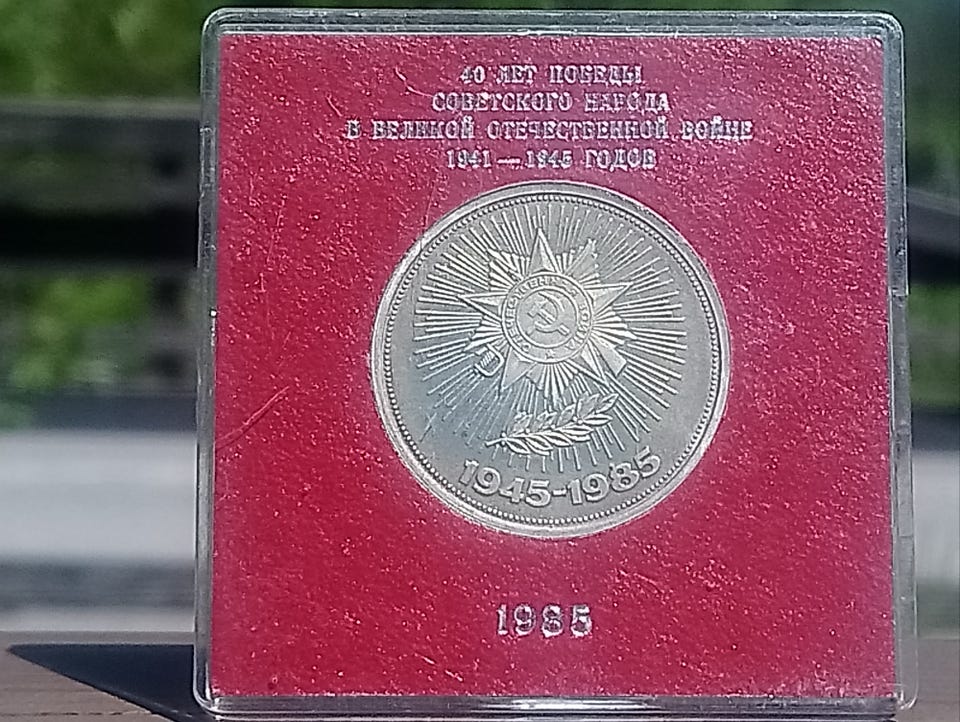 40 ЛЕТ ПОБЕДЫ
СОВЕТСКОГО НАРОДА
В ВЕЛИКОЙ ОТЕЧЕСТВЕННОЙ ВОЙНЕ
1941 — 1945 ГОДОВ
1945-1985
1985